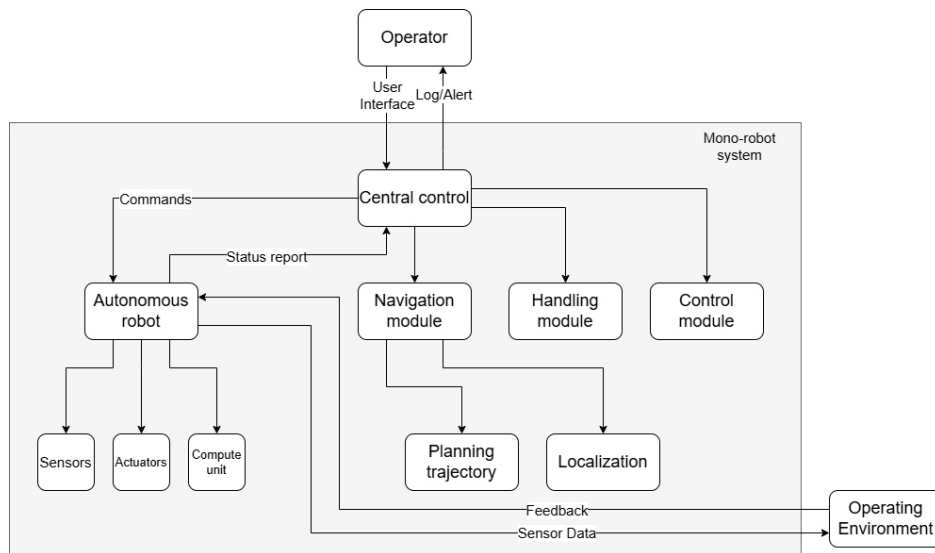 Operator
User
Interface
Log/Alert
Mono-robot
system
Central control
Commands
Status report
Autonomous
robot
Navigation
module
Handling
module
Control
module
Sensors
Actuators
Compute
unit
Planning
trajectory
Localization
Feedback
Sensor Data
Operating
Environment